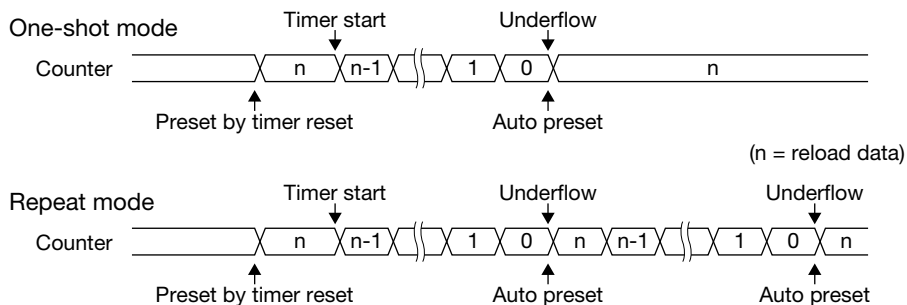 Timer start Underflow
One-shot mode
Counter n n-1 1 0 n
Preset by timer reset Auto preset
(n = reload data)
Timer start Underflow Underflow
Repeat mode
Counter n n-1 1 0 n n-1 1 0 n
Preset by timer reset Auto preset Auto preset